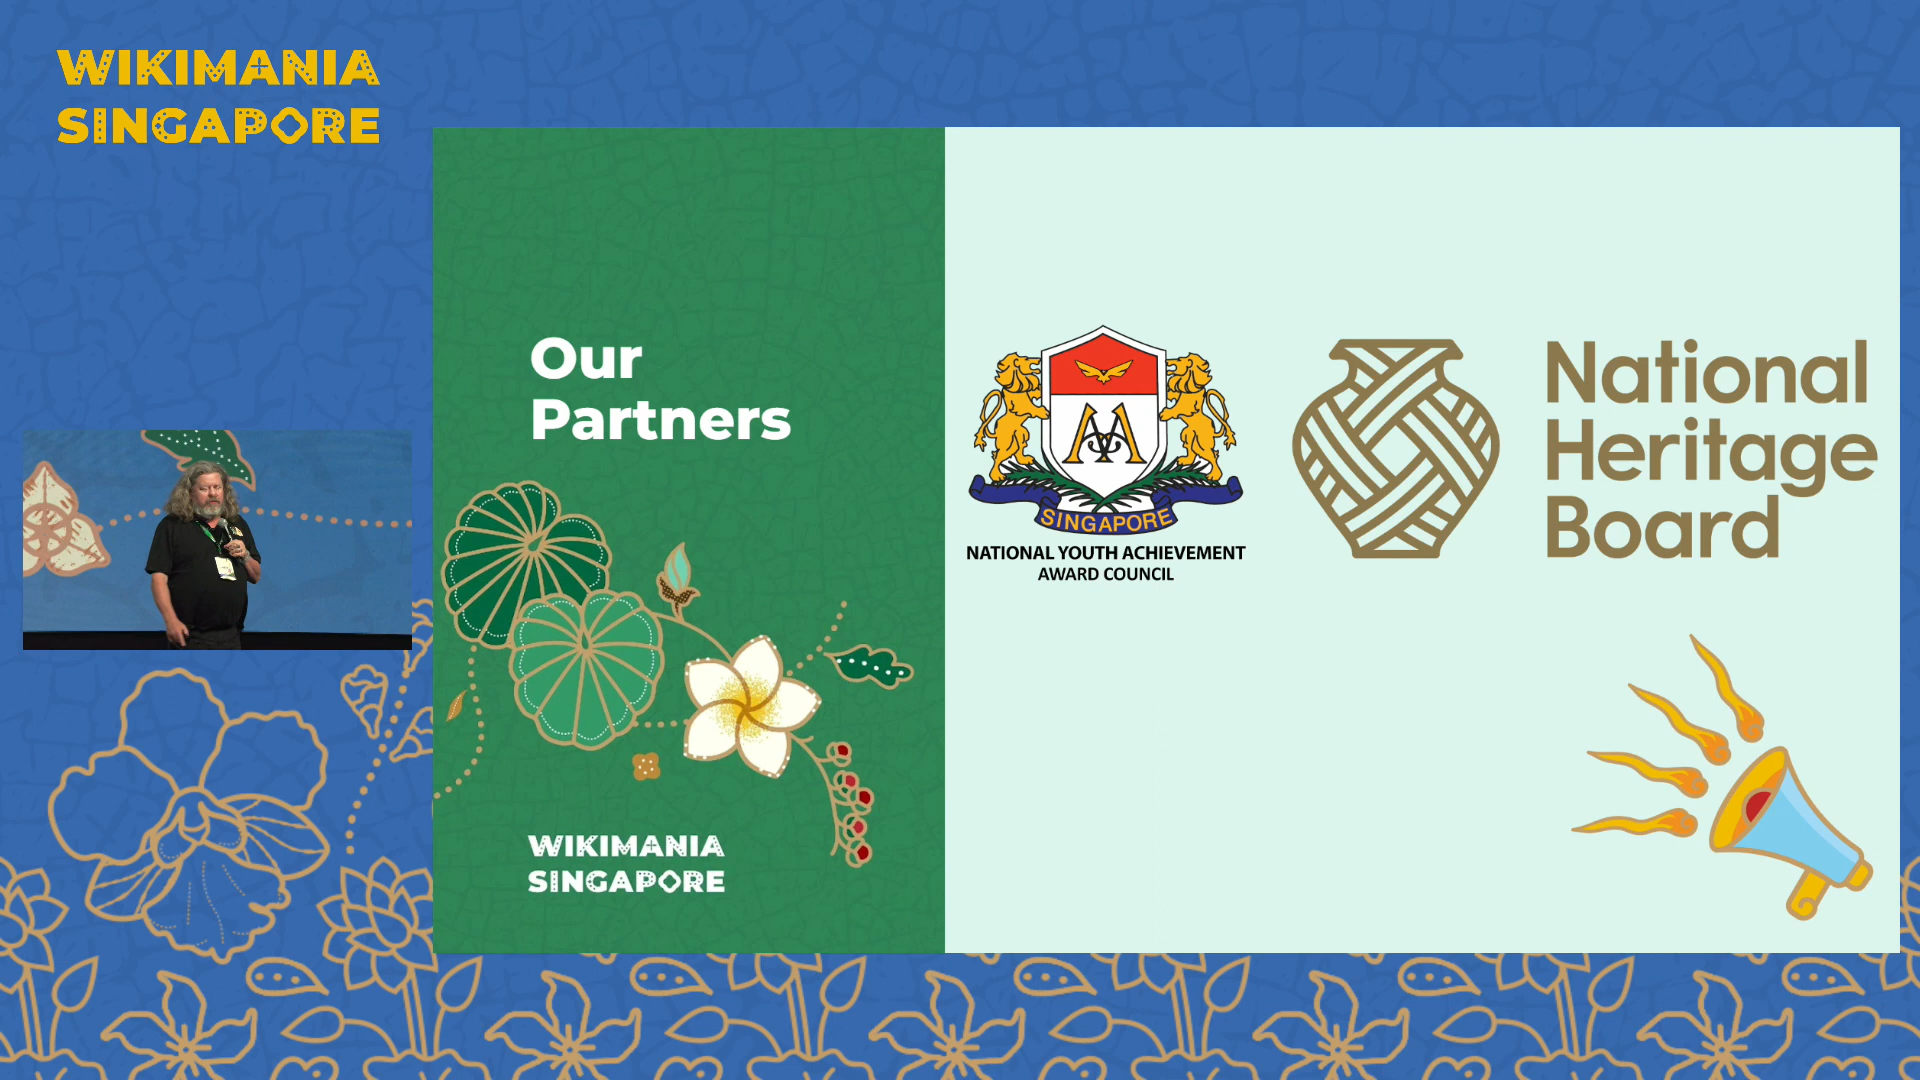 WIKIMANIA
SINGAPORE
Our
Partners
WIKIMANIA
SINGAPORE
SINGAPORE
NATIONAL YOUTH ACHIEVEMENT
AWARD COUNCIL
National
Heritage
Board